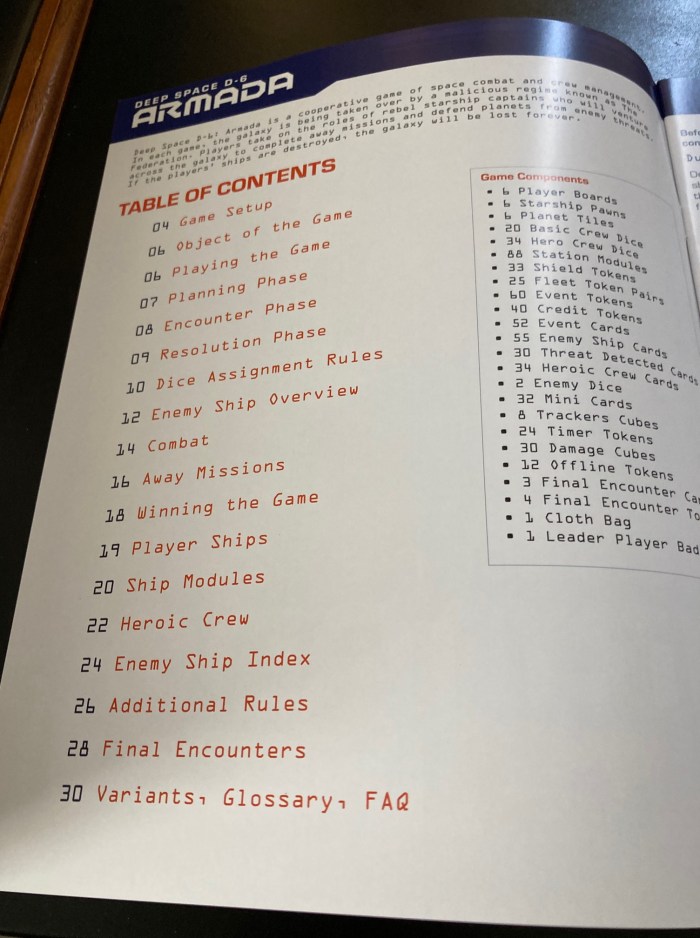 DEEP SPACE D-6
ARMADA
Deep Space D-6: Armada is a cooperative game of space combat and crew management.
In each game, the galaxy is being taken over by a malicious regime known as The
Federation. Players take on the roles of rebel starship captains who will venture
across the galaxy to complete away missions and defend planets from enemy threats.
If the players' ships are destroyed, the galaxy will be lost forever.
TABLE OF CONTENTS
04 Game Setup
06 Object of the Game
06 Playing the Game
07 Planning Phase
08 Encounter Phase
09 Resolution Phase
10 Dice Assignment Rules
12 Enemy Ship Overview
14 Combat
16 Away Missions
18 Winning the Game
19 Player Ships
20 Ship Modules
22 Heroic Crew
24 Enemy Ship Index
26 Additional Rules
28 Final Encounters
30 Variants, Glossary, FAQ
Game Components
▪ 6 Player Boards
▪ 6 Starship Pawns
▪ 6 Planet Tiles
▪ 20 Basic Crew Dice
▪ 34 Hero Crew Dice
▪ 88 Station Modules
▪ 33 Shield Tokens
▪ 25 Fleet Token Pairs
▪ 60 Event Tokens
▪ 40 Credit Tokens
▪ 52 Event Cards
▪ 55 Enemy Ship Cards
▪ 30 Threat Detected Cards
▪ 34 Heroic Crew Cards
▪ 2 Enemy Dice
▪ 32 Mini Cards
▪ 8 Trackers Cubes
▪ 24 Timer Tokens
▪ 30 Damage Cubes
▪ 12 Offline Tokens
▪ 3 Final Encounter Ca
▪ 4 Final Encounter To
▪ 1 Cloth Bag
▪ 1 Leader Player Bad